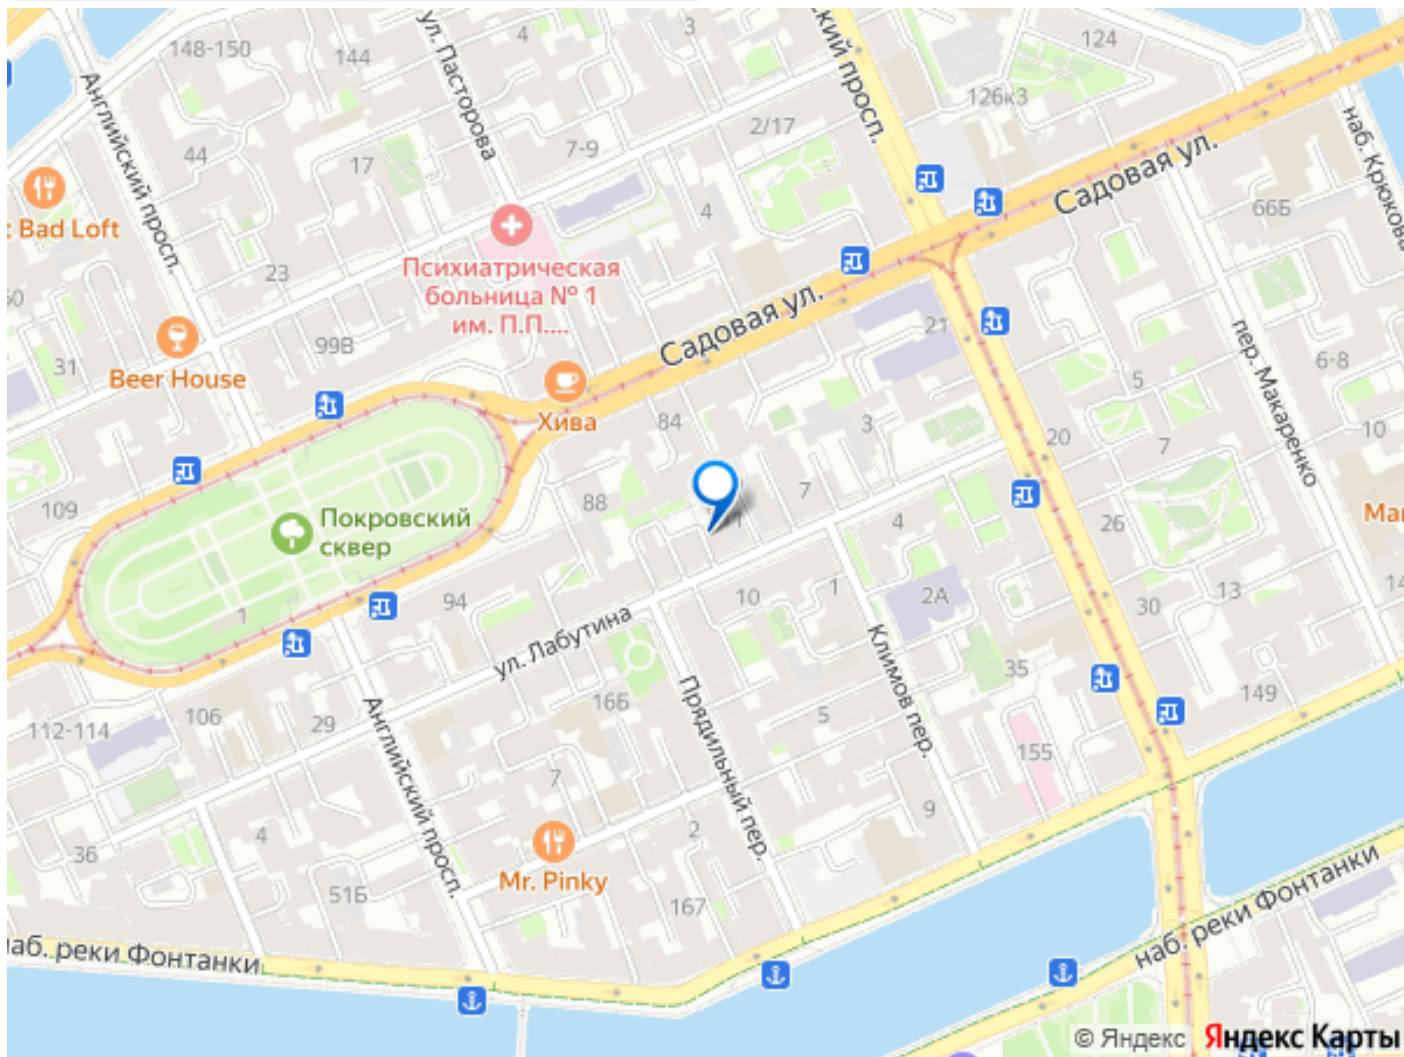 148-150
144
ул. Пасторова
4
3
ский просп.
124
126к3
Садовая ул.
наб. Крюкова
Английский просп.
44
17
7-9
2/17
t Bad Loft
4
66Б
Психиатрическая
больница № 1
им. П.П....
23
60
Садовая ул.
21
пер. Макаренко
6-8
31
99В
Beer House
5
Хива
84
3
20
7
10
109
88
7
4
26
Покровский
сквер
1
1
94
10
1
2А
30
13
14
Маг
ул. Лабутина
Климов пер.
35
149
112-114
106
29
16Б
Прядильный пер.
5
155
Английский просп.
7
9
4
36
2
Mr. Pinky
51Б
167
наб. реки Фонтанки
наб. реки Фонтанки
© Яндекс Яндекс Карты